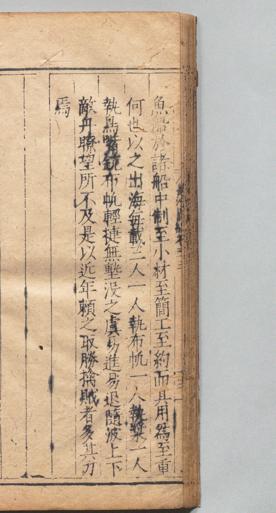 魚船於諸船中制至小材至簡工至約而其用為至重
何也以之出海每載三人一人執布帆一人執槳一人
執鳥嘴銃布帆輕捷無墊沒之虞易進易退隨波上下
敵舟瞭望所不及是以近年賴之取勝擒賊者多其力
焉